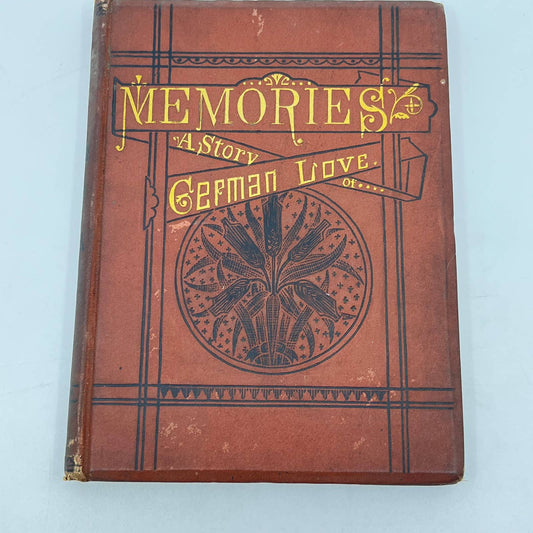 MEMORIES
A Story
of....
German Love.